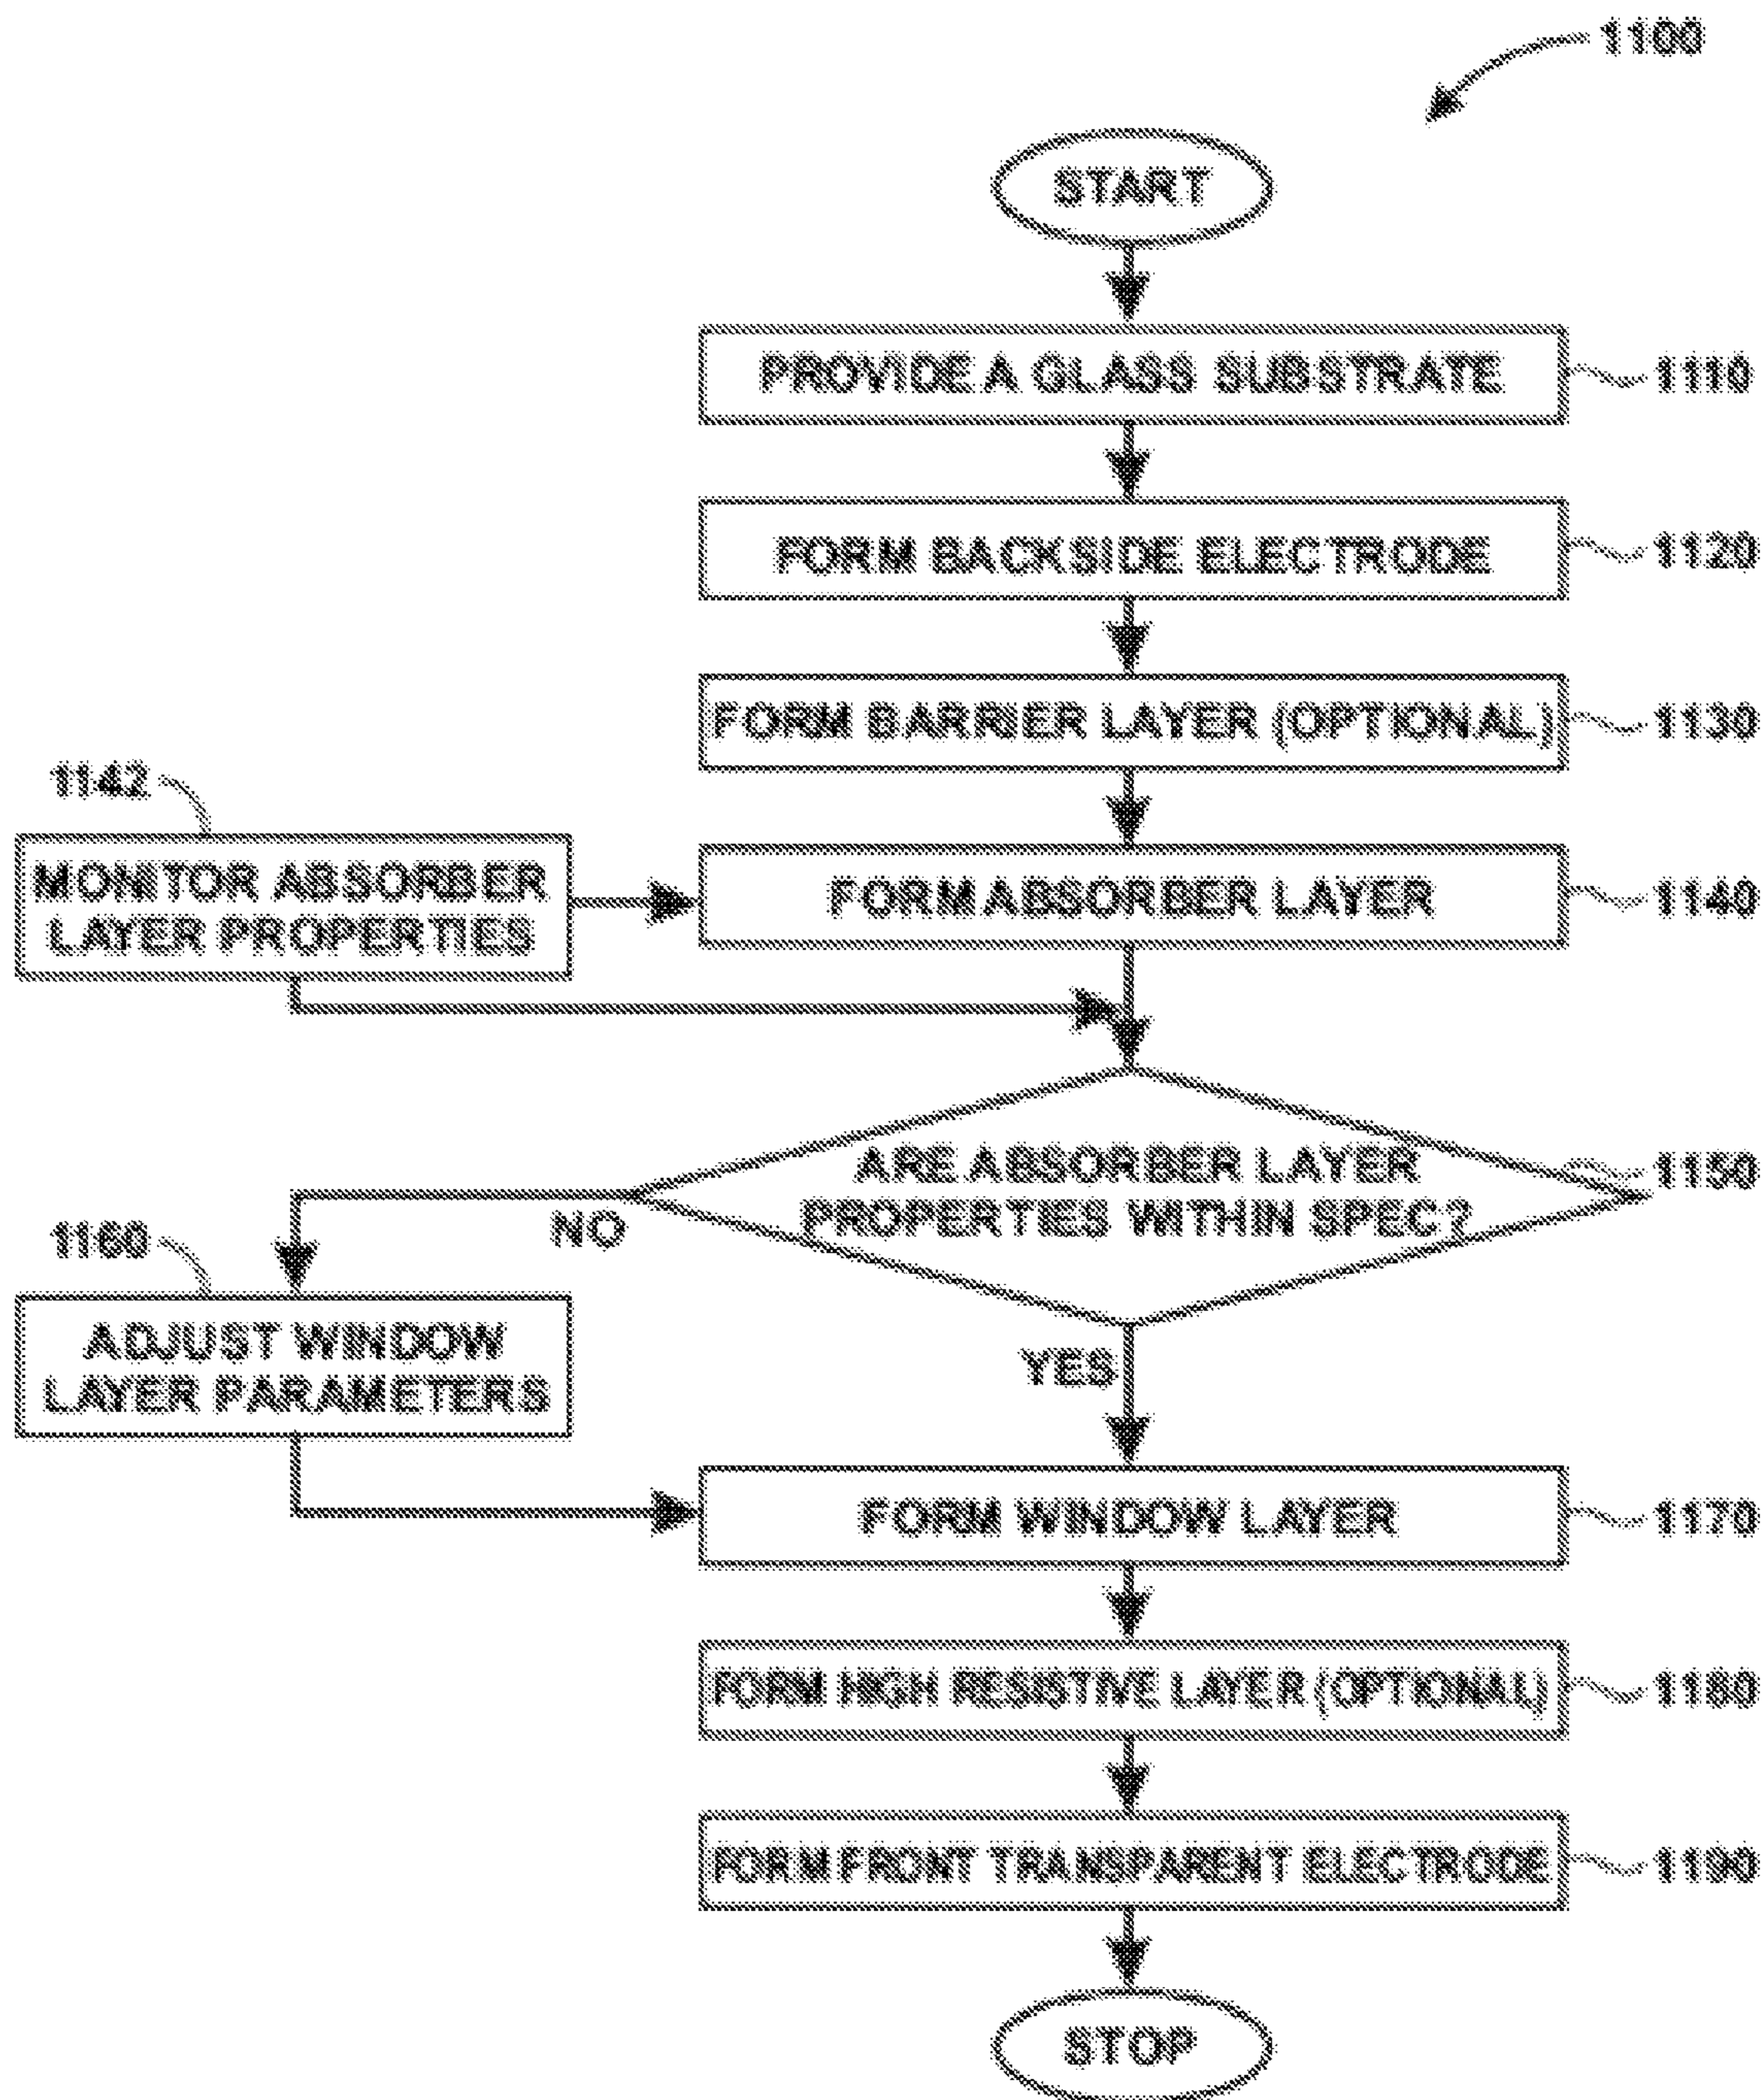 1100
START
PROVIDE A GLASS SUBSTRATE
1110
FORM BACKSIDE ELECTRODE
1120
FORM BARRIER LAYER (OPTIONAL)
1130
1142
MONITOR ABSORBER
LAYER PROPERTIES
FORM ABSORBER LAYER
1140
ARE ABSORBER LAYER
PROPERTIES WITHIN SPEC?
1150
NO
1160
ADJUST WINDOW
LAYER PARAMETERS
YES
FORM WINDOW LAYER
1170
FORM HIGH RESISTIVE LAYER (OPTIONAL)
1180
FORM FRONT TRANSPARENT ELECTRODE
1190
STOP